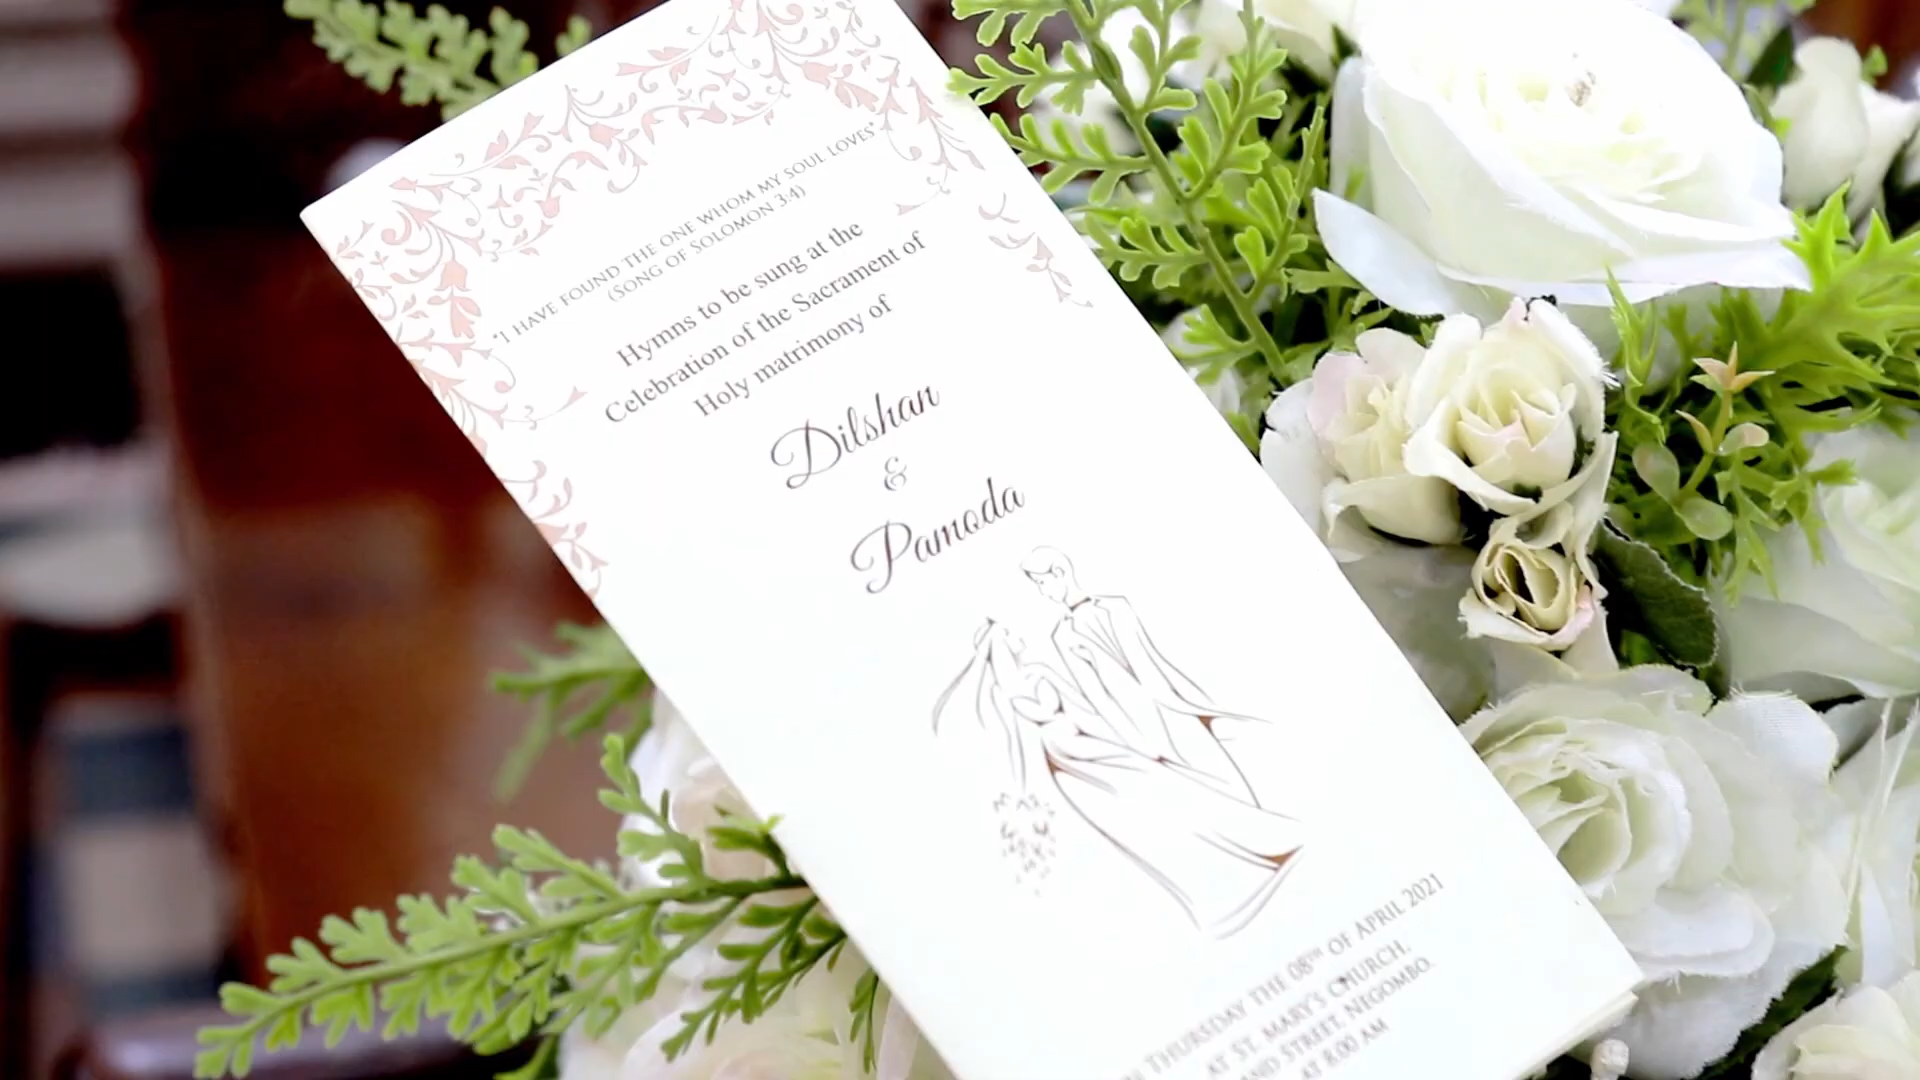 "I HAVE FOUND THE ONE WHOM MY SOUL LOVES"
(SONG OF SOLOMON 3:4)
Hymns to be sung at the
Celebration of the Sacrament of
Holy matrimony of
Dilshan
&
Pamoda
THURSDAY THE 08TH OF APRIL 2021
AT ST. MARY'S CHURCH,
AND STREET, NEGOMBO.
AT 8.00 AM